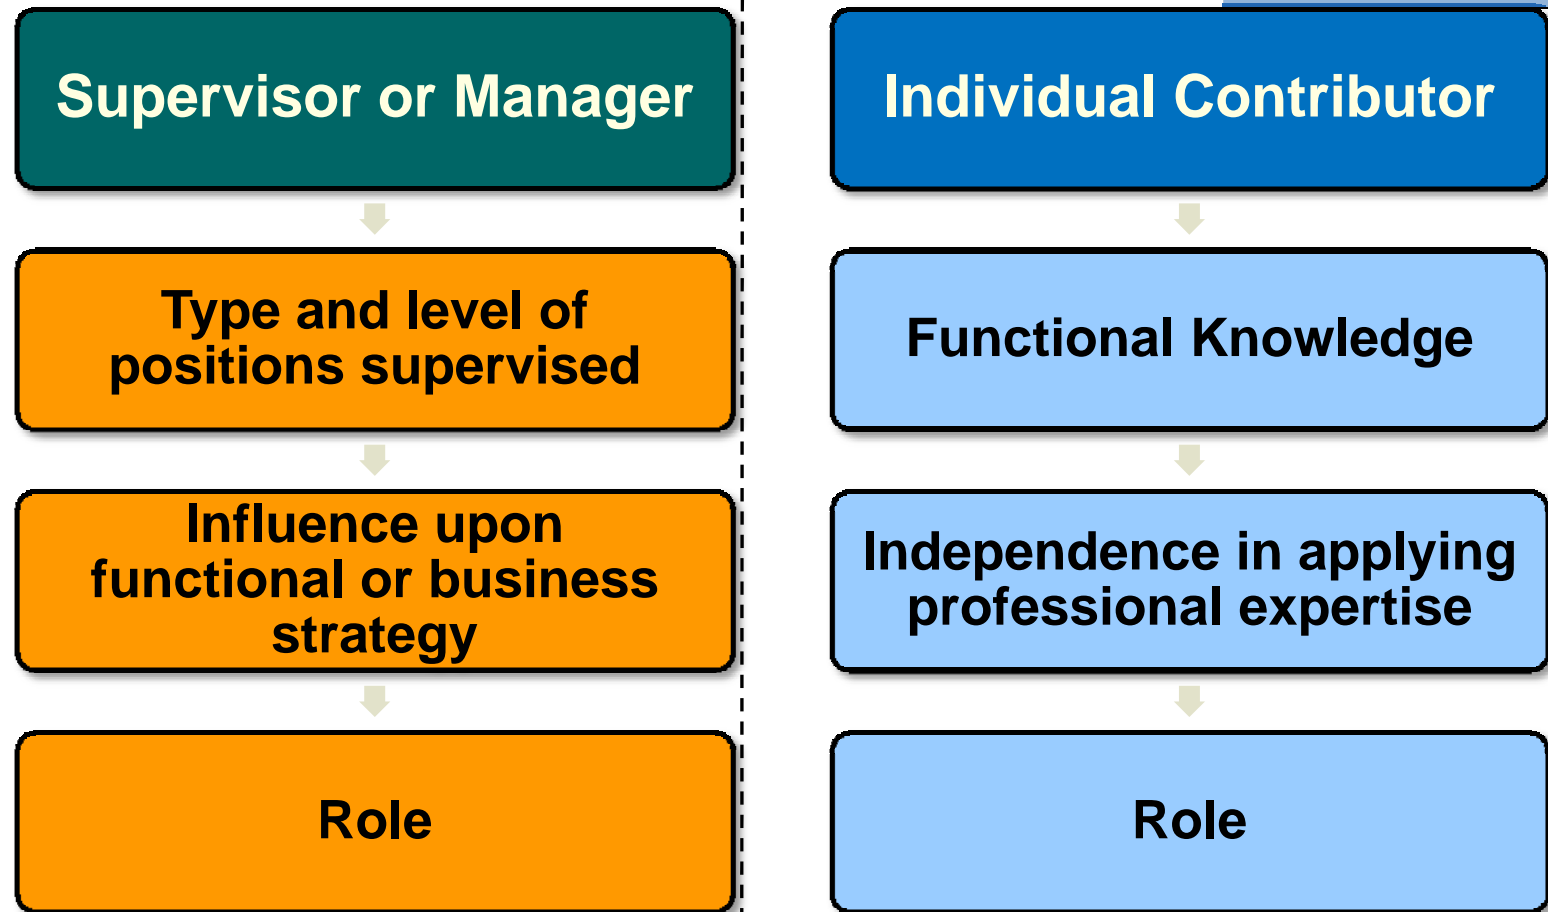 Supervisor or Manager
Type and level of
positions supervised
Influence upon
functional or business
strategy
Role
Individual Contributor
Functional Knowledge
Independence in applying
professional expertise
Role